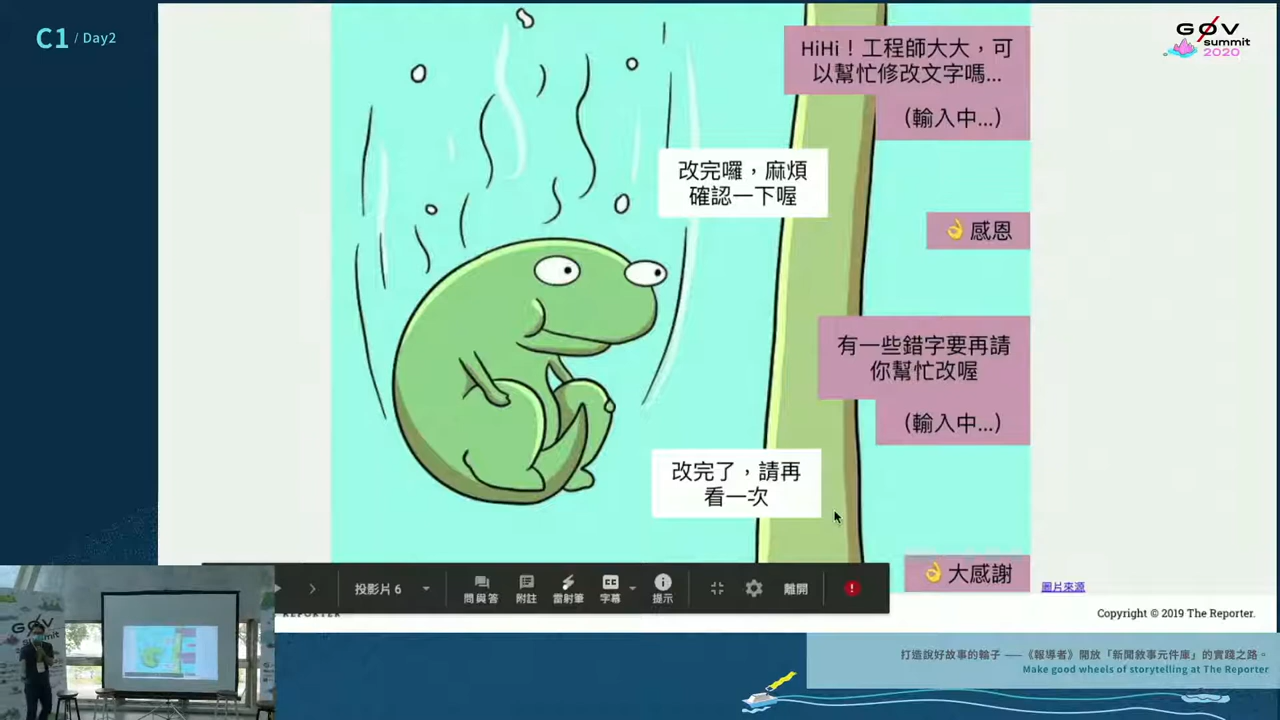 C1 / Day2
GØV
summit
2020
HiHi！工程師大大，可
以幫忙修改文字嗎...
（輸入中...）
改完囉，麻煩
確認一下喔
👌感恩
有一些錯字要再請
你幫忙改喔
（輸入中...）
改完了，請再
看一次
👌大感謝
圖片來源
投影片 6
問與答
附註
雷射筆
字幕
提示
離開
REPORTER
Copyright © 2019 The Reporter.
GØV
summit
打造說好故事的輪子 ——《報導者》開放「新聞敘事元件庫」的實踐之路。
Make good wheels of storytelling at The Reporter